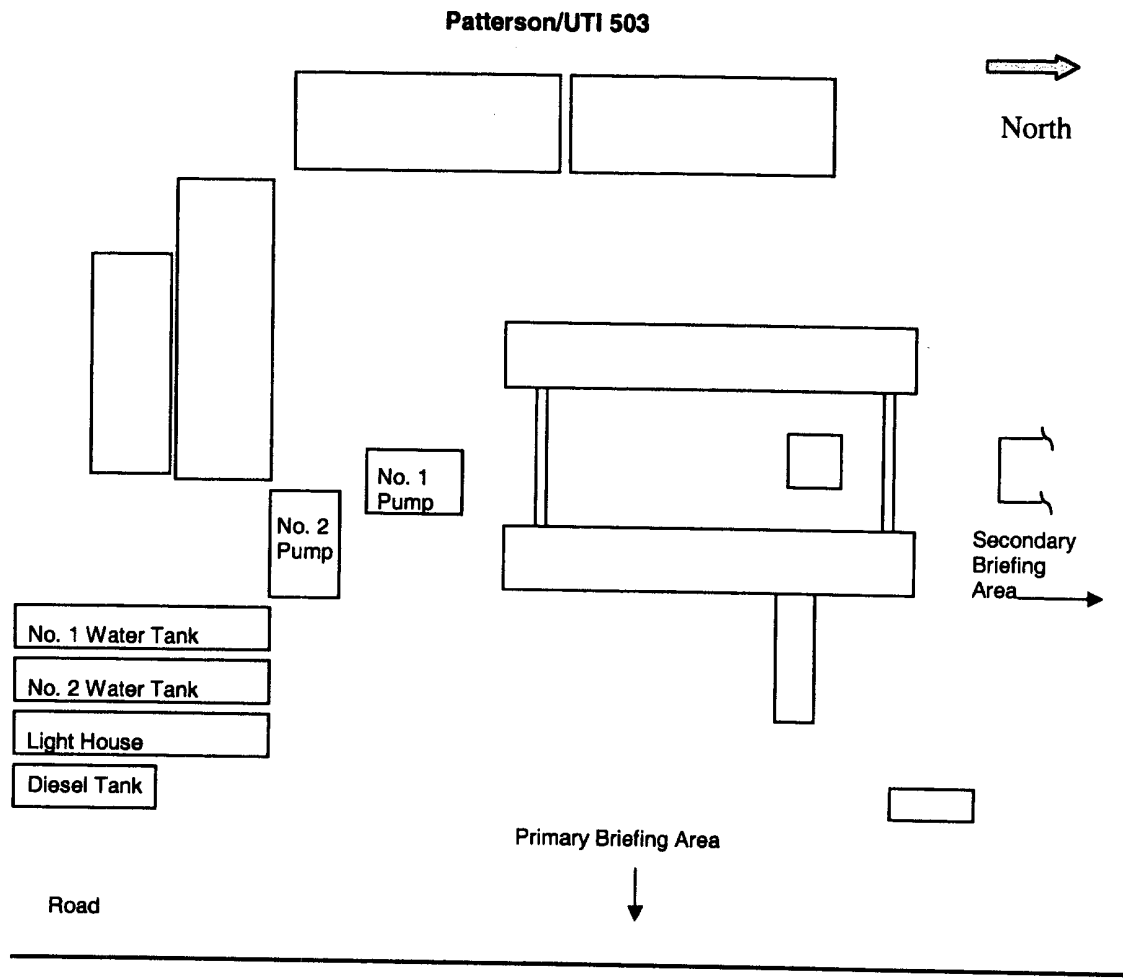 Patterson/UTI 503
North
No. 1
Pump
No. 2
Pump
Secondary
Briefing
Area
No. 1 Water Tank
No. 2 Water Tank
Light House
Diesel Tank
Primary Briefing Area
Road